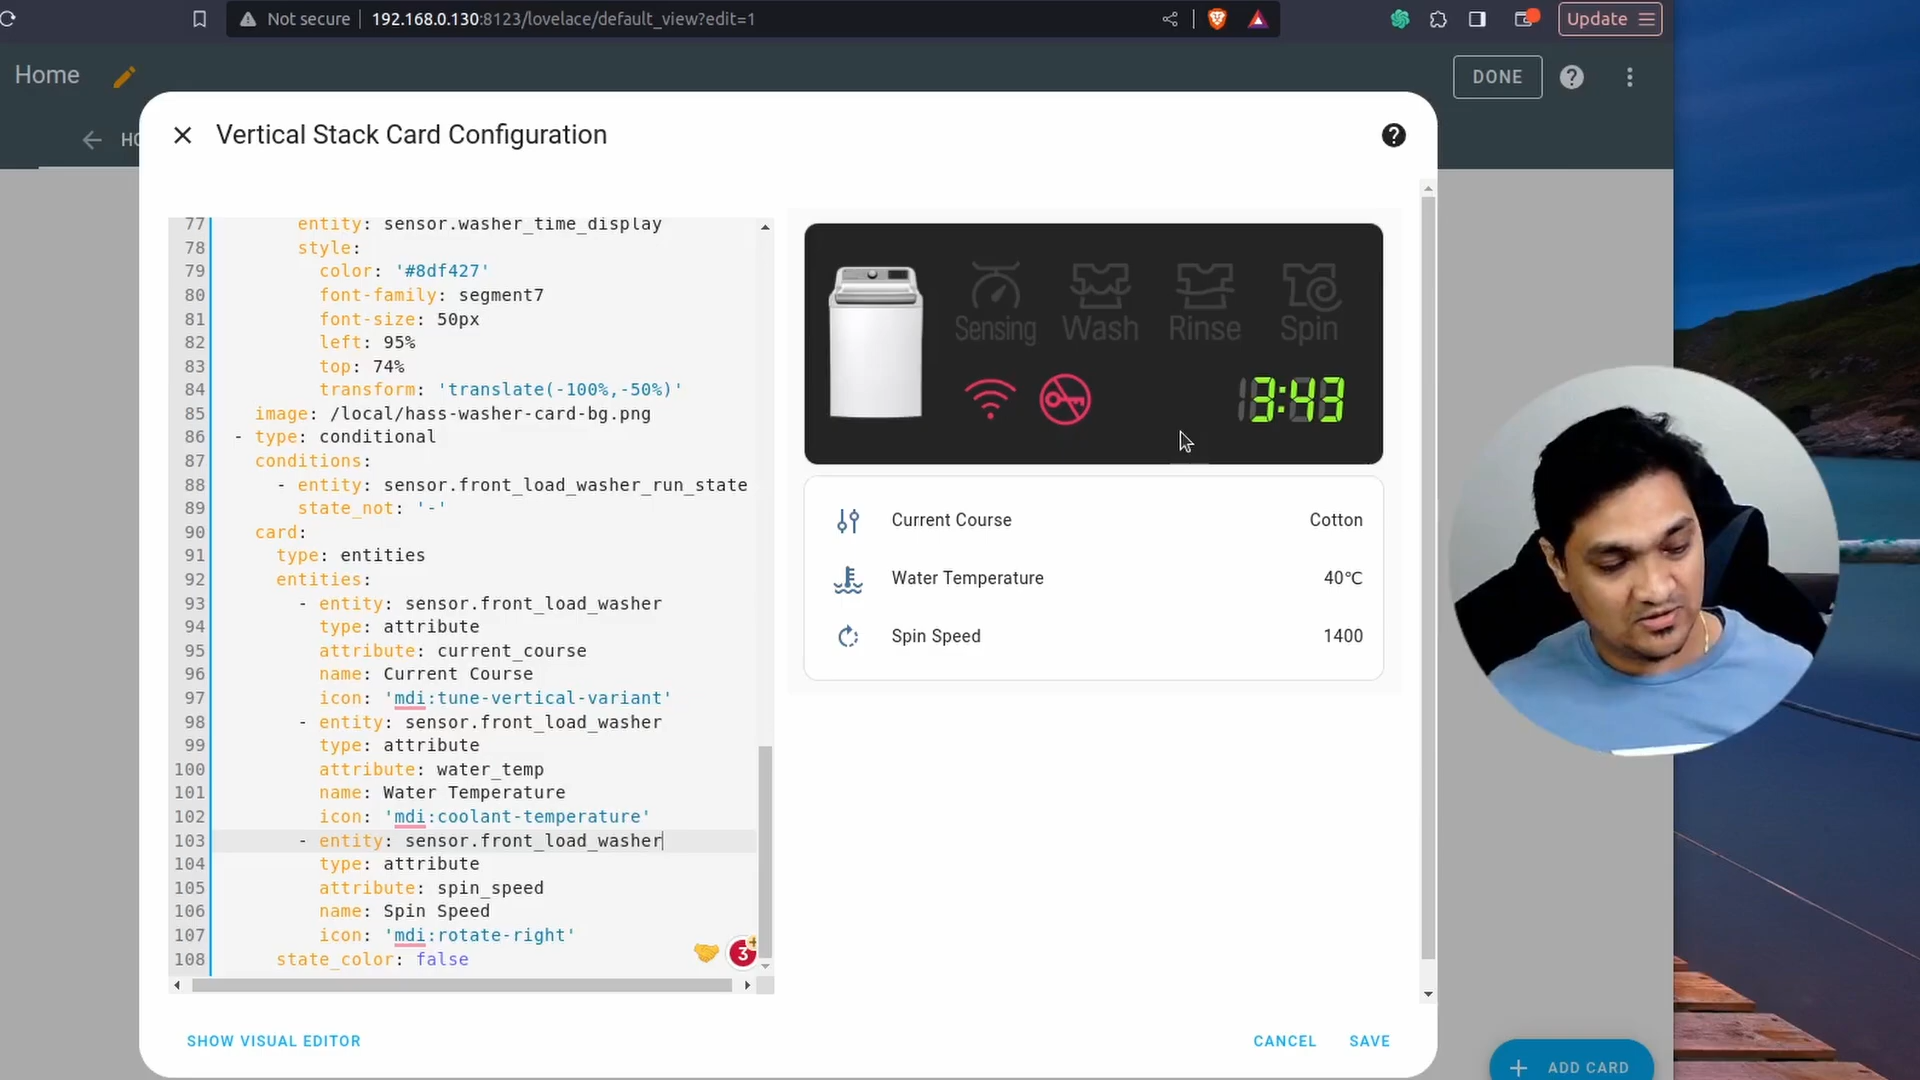 Not secure
192.168.0.130:8123/lovelace/default_view?edit=1
Update
Home
DONE
HO
Vertical Stack Card Configuration
77 entity: sensor.washer_time_display
78 style:
79 color: '#8df427'
80 font-family: segment7
81 font-size: 50px
82 left: 95%
83 top: 74%
84 transform: 'translate(-100%,-50%)'
85 image: /local/hass-washer-card-bg.png
86 - type: conditional
87 conditions:
88 - entity: sensor.front_load_washer_run_state
89 state_not: '-'
90 card:
91 type: entities
92 entities:
93 - entity: sensor.front_load_washer
94 type: attribute
95 attribute: current_course
96 name: Current Course
97 icon: 'mdi:tune-vertical-variant'
98 - entity: sensor.front_load_washer
99 type: attribute
100 attribute: water_temp
101 name: Water Temperature
102 icon: 'mdi:coolant-temperature'
103 - entity: sensor.front_load_washer
104 type: attribute
105 attribute: spin_speed
106 name: Spin Speed
107 icon: 'mdi:rotate-right'
108 state_color: false
3
Sensing Wash Rinse Spin
3:43
Current Course Cotton
Water Temperature 40°C
Spin Speed 1400
SHOW VISUAL EDITOR
CANCEL
SAVE
ADD CARD